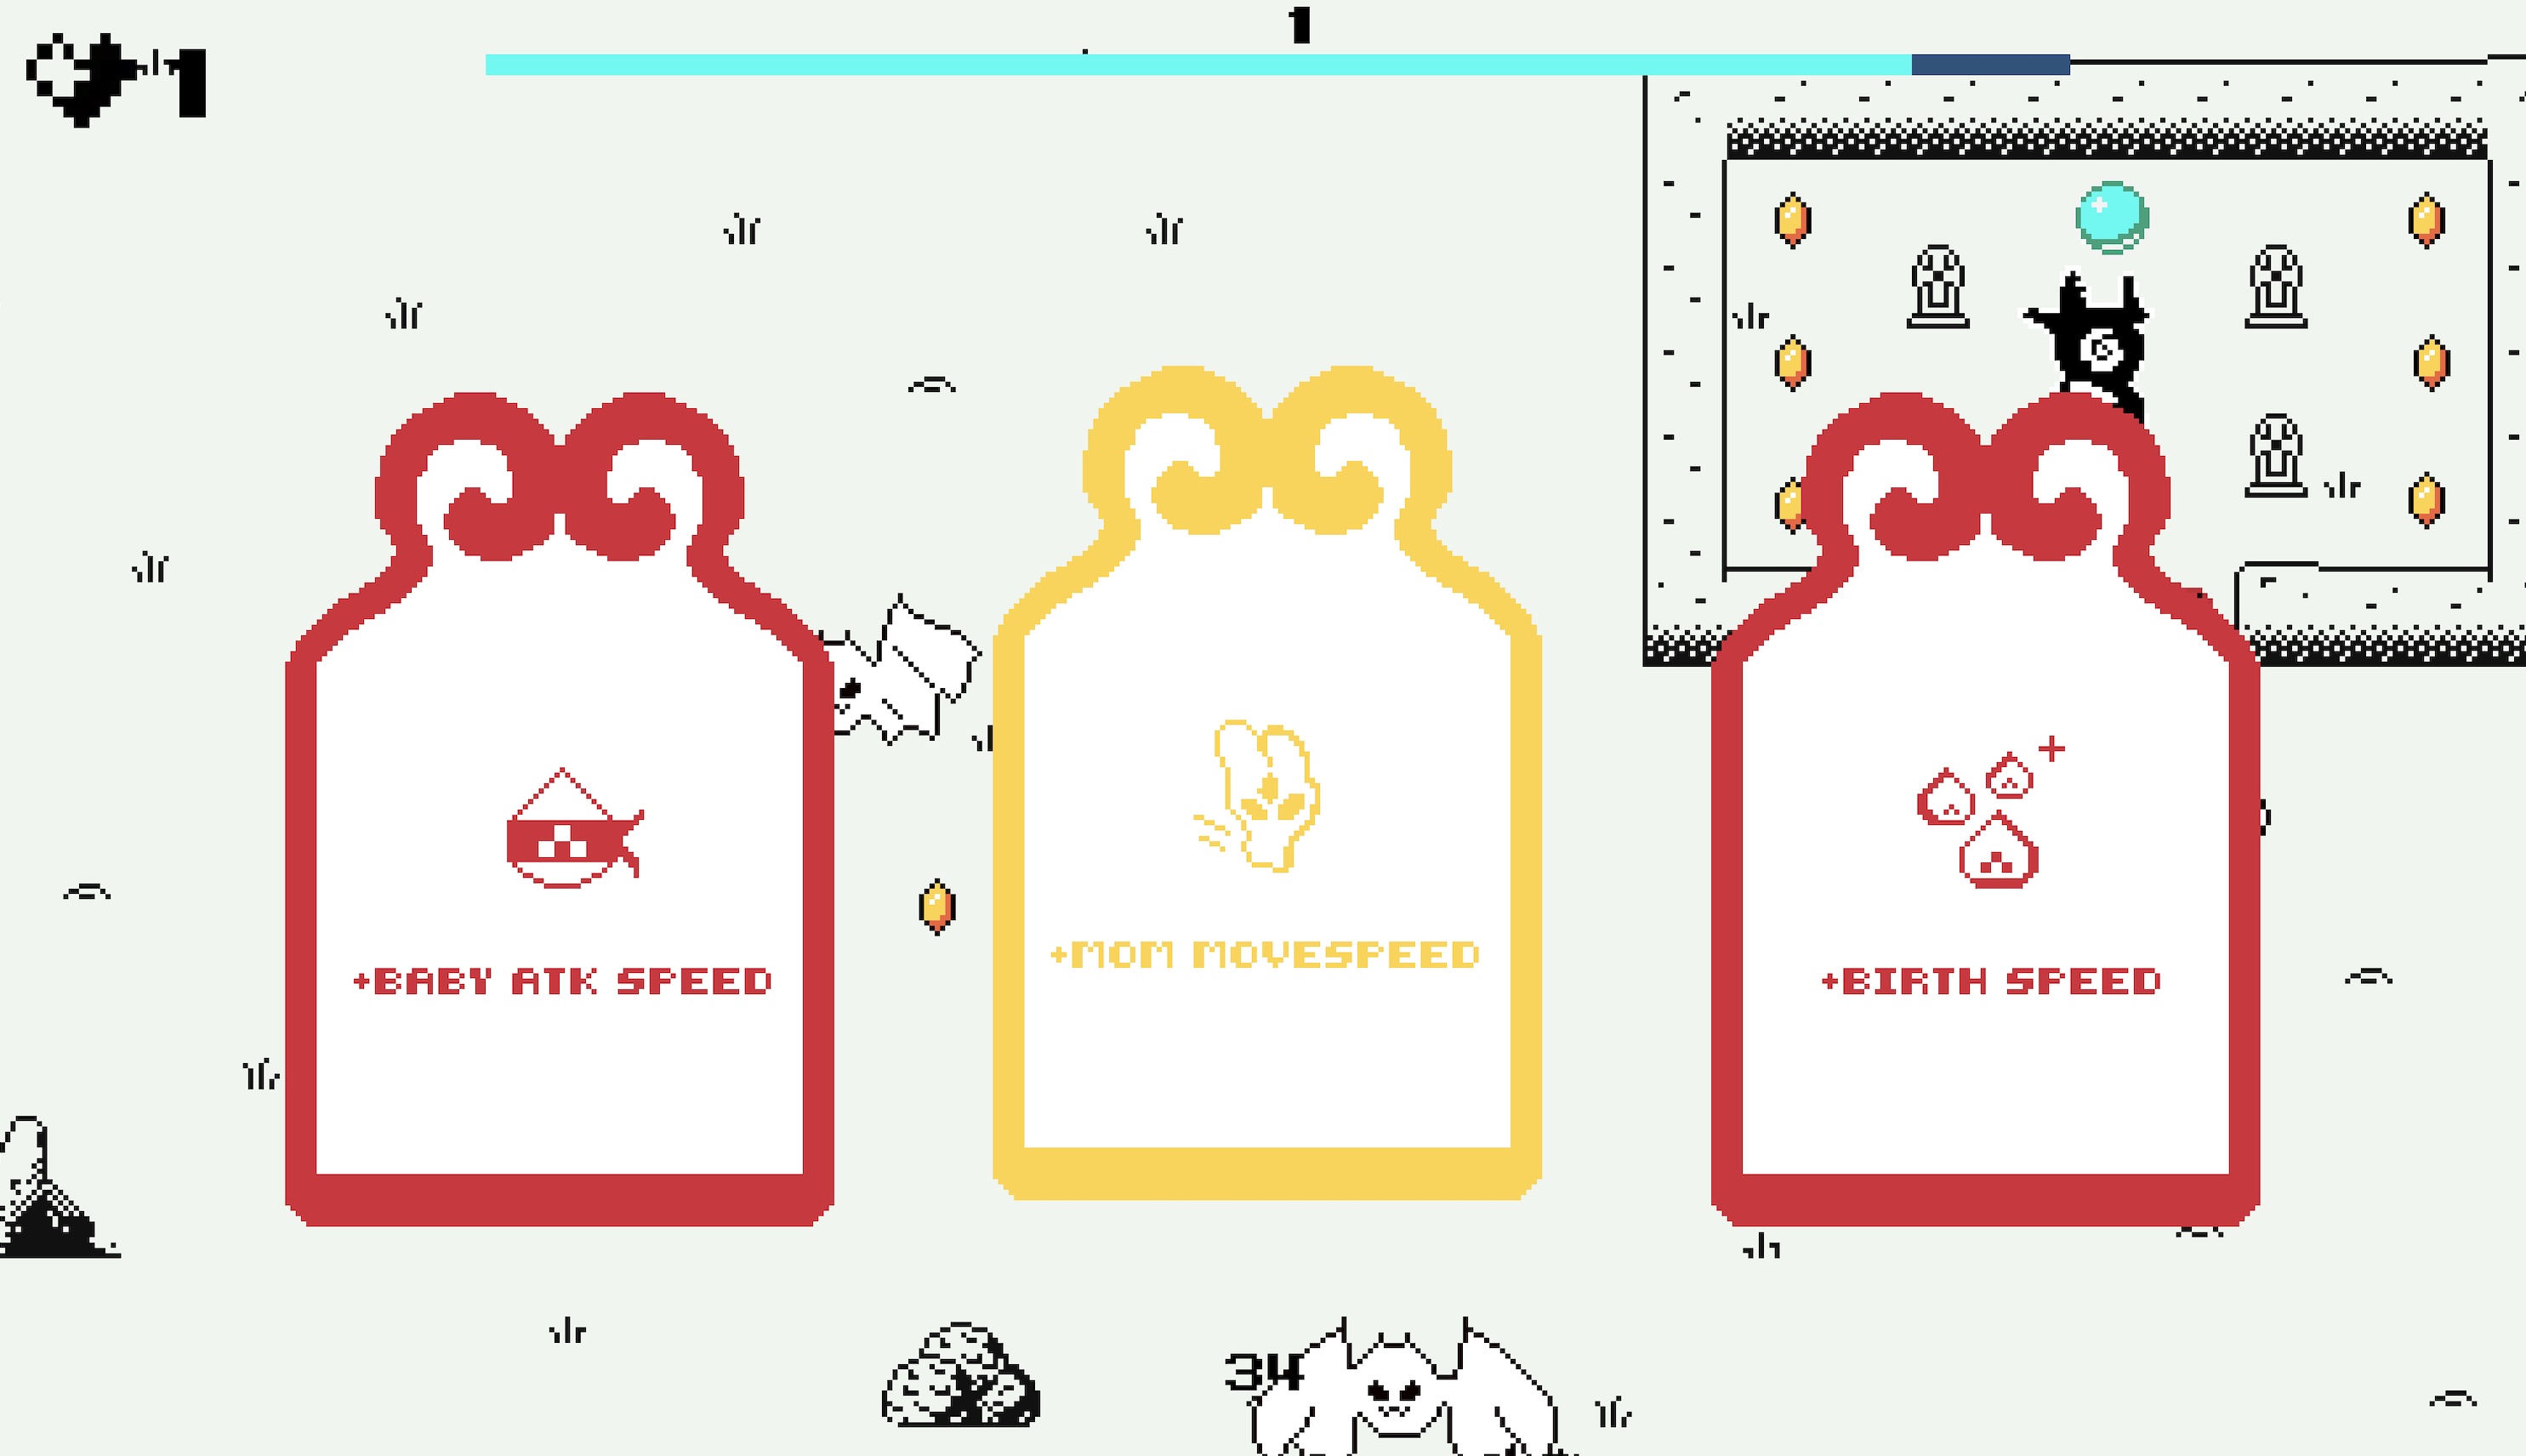 1
1
+BABY ATK SPEED
+MOM MOVESPEED
+BIRTH SPEED
34